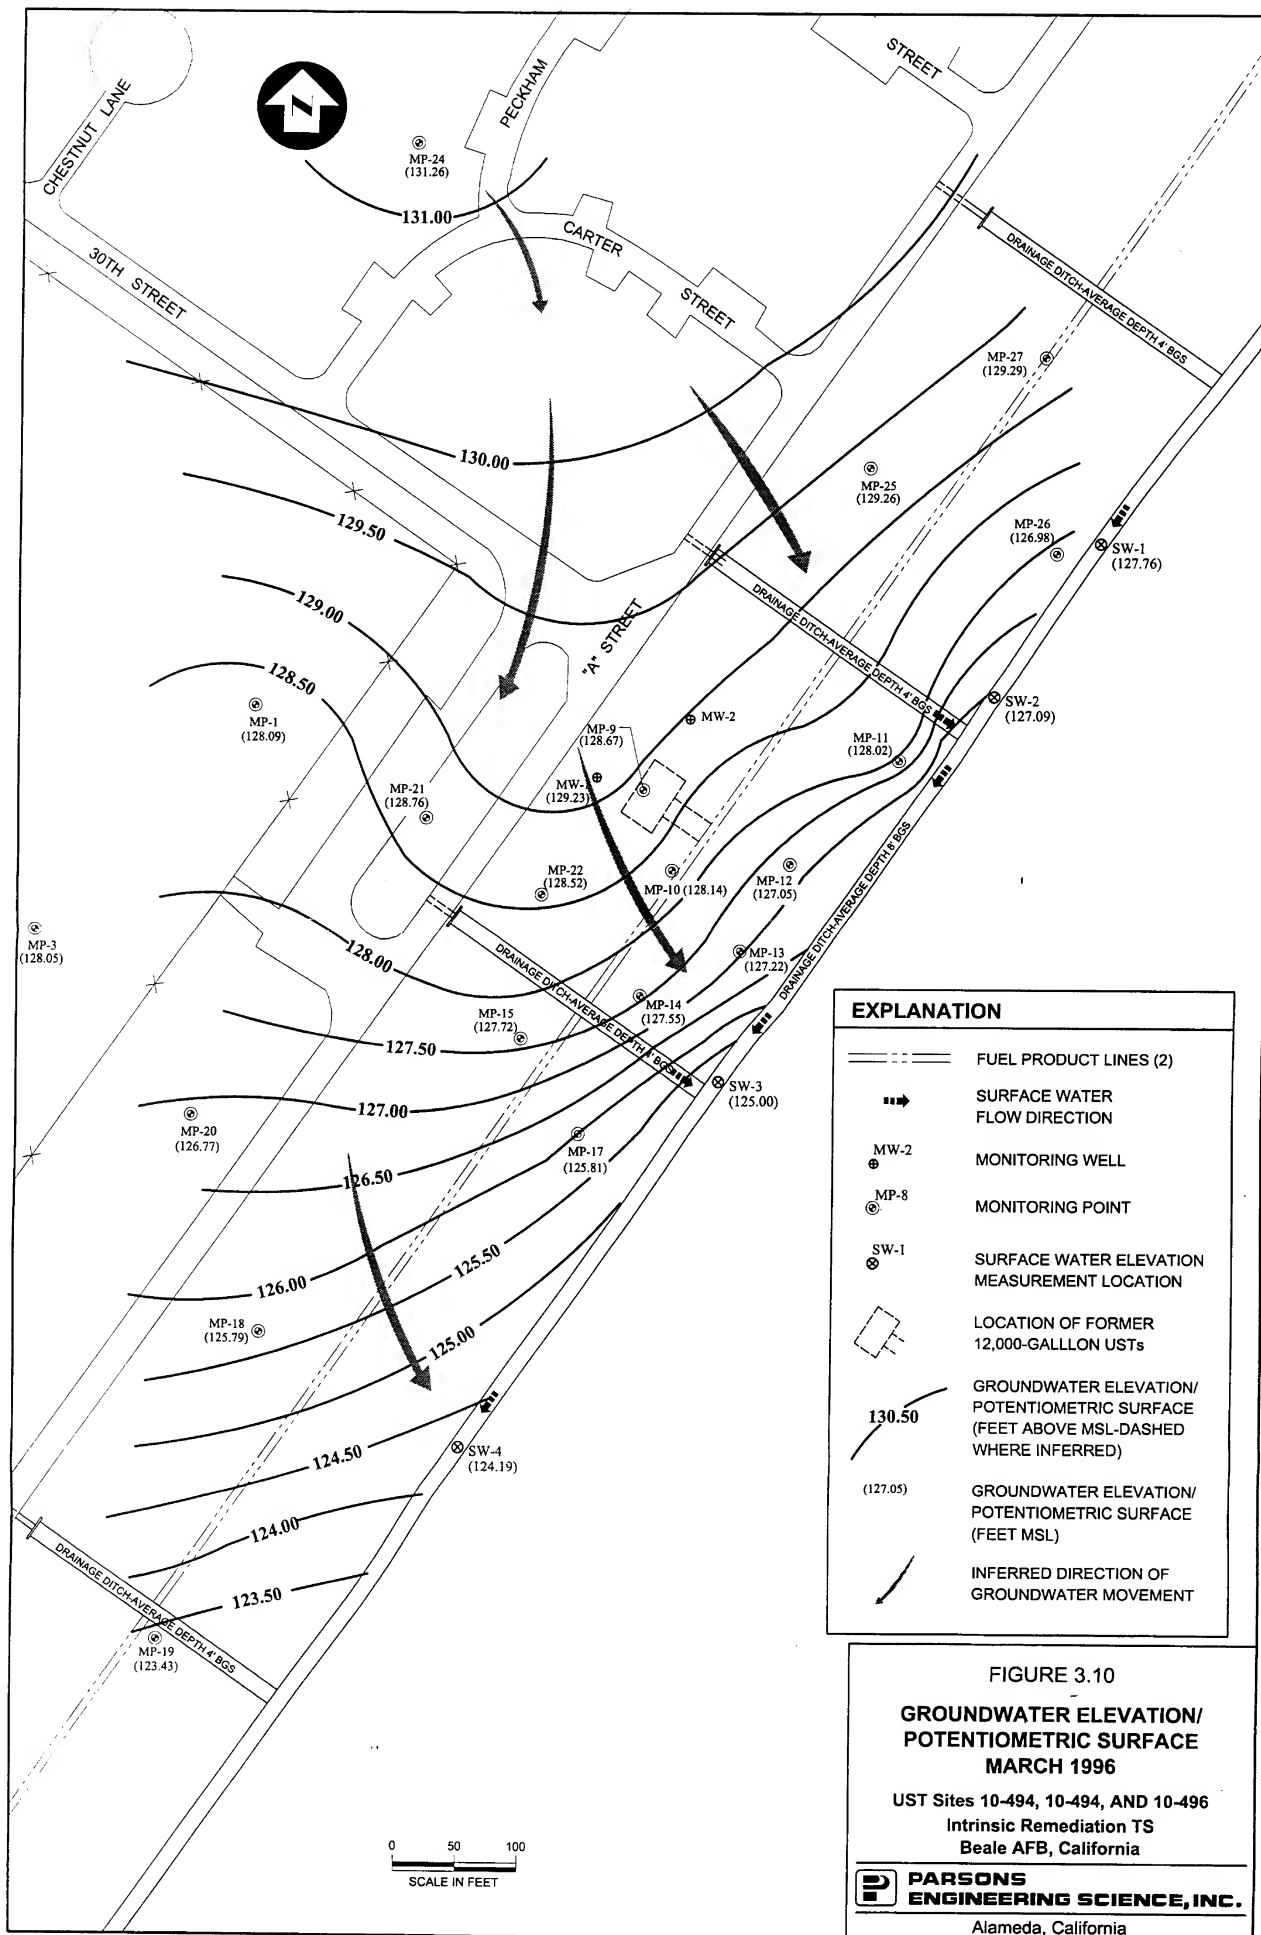 CHESTNUT LANE
N
PECKHAM
STREET
MP-24
(131.26)
131.00
CARTER
STREET
30TH STREET
DRAINAGE DITCH-AVERAGE DEPTH 4' BGS
MP-27
(129.29)
130.00
MP-25
(129.26)
129.50
MP-26
(126.98)
SW-1
(127.76)
129.00
"A" STREET
DRAINAGE DITCH-AVERAGE DEPTH 4' BGS
128.50
MP-1
(128.09)
SW-2
(127.09)
MW-2
MP-9
(128.67)
MP-11
(128.02)
MW-1
(129.23)
MP-21
(128.76)
MP-22
(128.52)
MP-10 (128.14)
MP-12
(127.05)
DRAINAGE DITCH-AVERAGE DEPTH 6' BGS
MP-3
(128.05)
128.00
DRAINAGE DITCH-AVERAGE DEPTH 4' BGS
MP-13
(127.22)
MP-14
(127.55)
MP-15
(127.72)
127.50
SW-3
(125.00)
127.00
MP-20
(126.77)
MP-17
(125.81)
126.50
125.50
126.00
MP-18
(125.79)
125.00
124.50
SW-4
(124.19)
124.00
DRAINAGE DITCH-AVERAGE DEPTH 4' BGS
123.50
MP-19
(123.43)
0 50 100
SCALE IN FEET
EXPLANATION
FUEL PRODUCT LINES (2)
SURFACE WATER
FLOW DIRECTION
MW-2
MONITORING WELL
MP-8
MONITORING POINT
SW-1
SURFACE WATER ELEVATION
MEASUREMENT LOCATION
LOCATION OF FORMER
12,000-GALLLON USTs
130.50
GROUNDWATER ELEVATION/
POTENTIOMETRIC SURFACE
(FEET ABOVE MSL-DASHED
WHERE INFERRED)
(127.05)
GROUNDWATER ELEVATION/
POTENTIOMETRIC SURFACE
(FEET MSL)
INFERRED DIRECTION OF
GROUNDWATER MOVEMENT
FIGURE 3.10
GROUNDWATER ELEVATION/
POTENTIOMETRIC SURFACE
MARCH 1996
UST Sites 10-494, 10-494, AND 10-496
Intrinsic Remediation TS
Beale AFB, California
PARSONS
ENGINEERING SCIENCE, INC.
Alameda, California